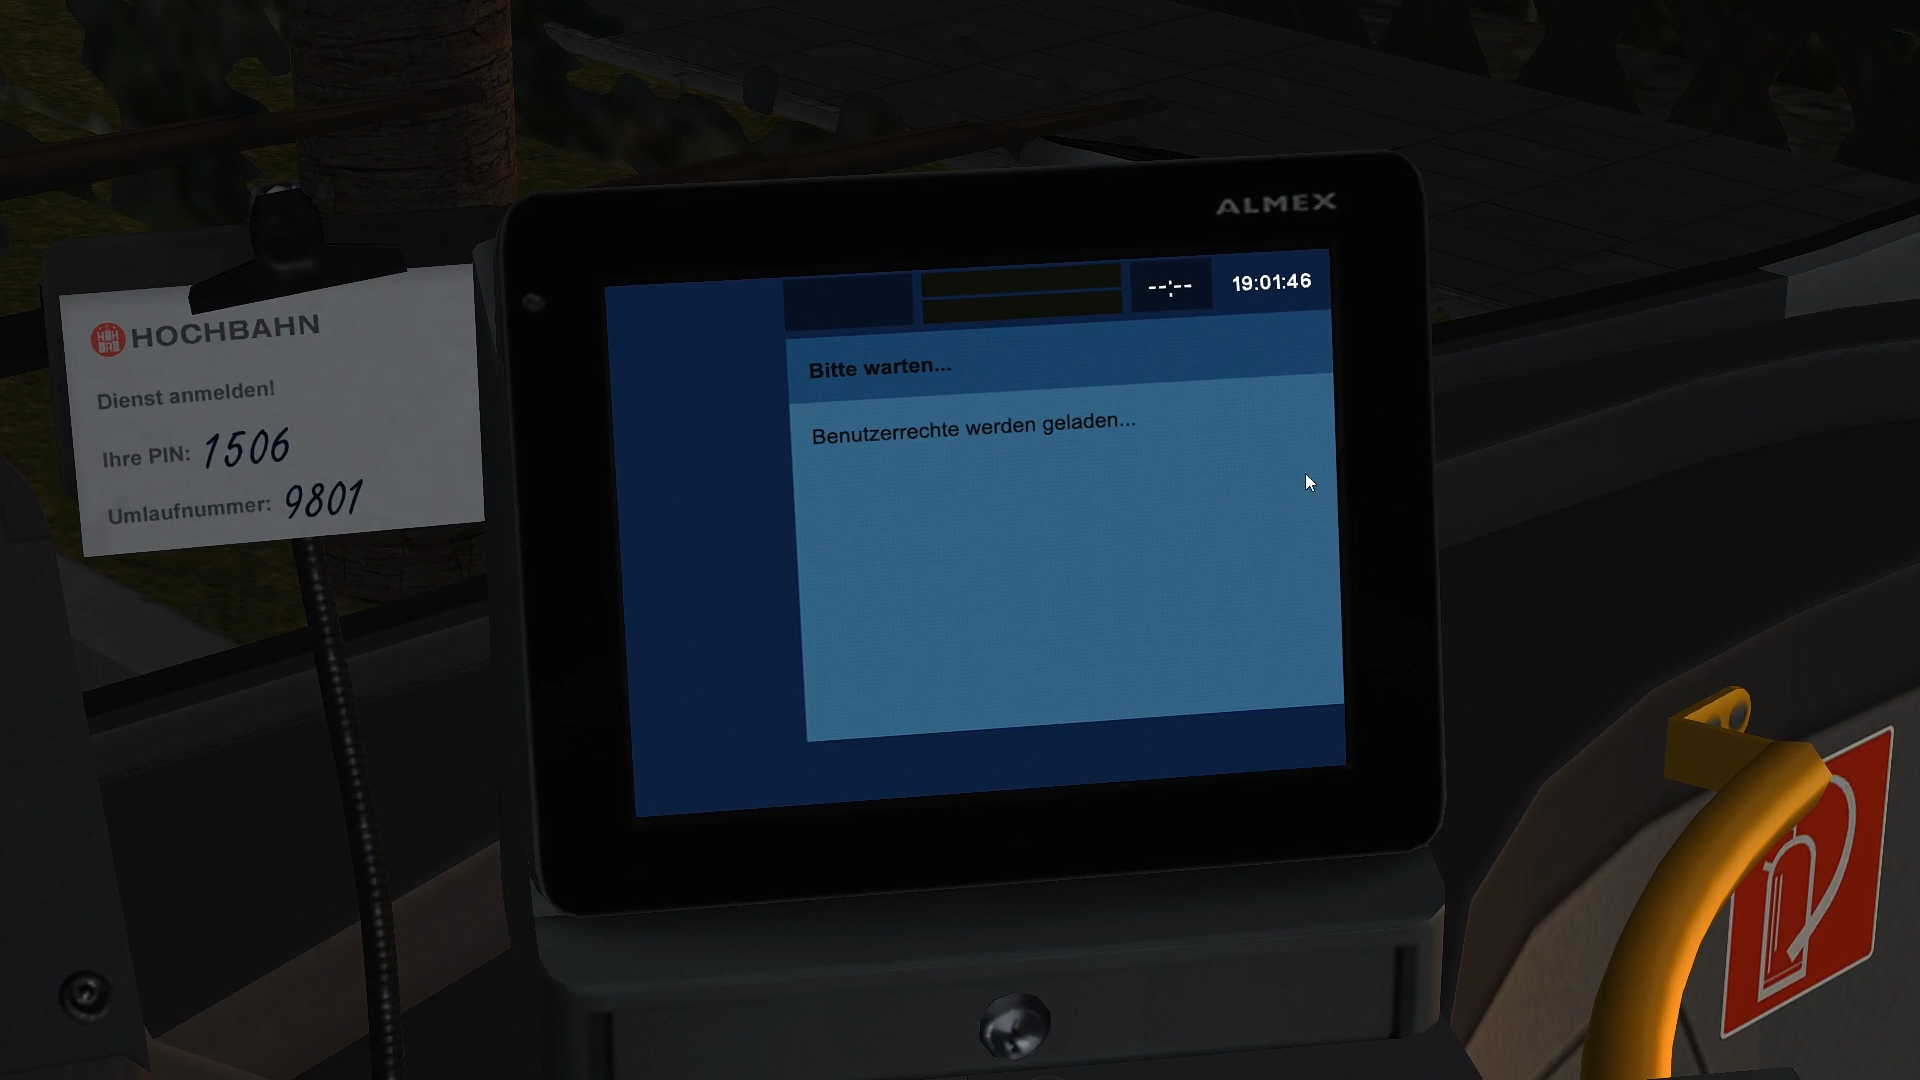 ALMEX
--:--
19:01:46
Bitte warten...
Benutzerrechte werden geladen...
HOCHBAHN
Dienst anmelden!
Ihre PIN: 1506
Umlaufnummer: 9801